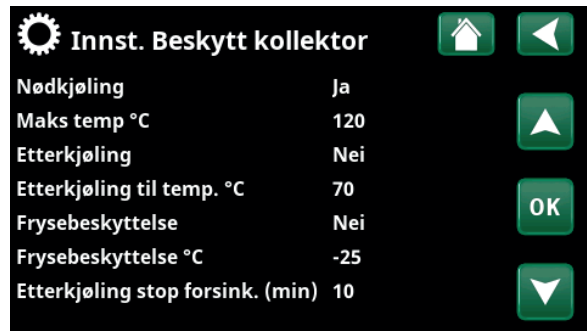 Innst. Beskytt kollektor
Nødkjøling Ja
Maks temp °C 120
Etterkjøling Nei
Etterkjøling til temp. °C 70
Frysebeskyttelse Nei
Frysebeskyttelse °C -25
Etterkjøling stop forsink. (min) 10
OK